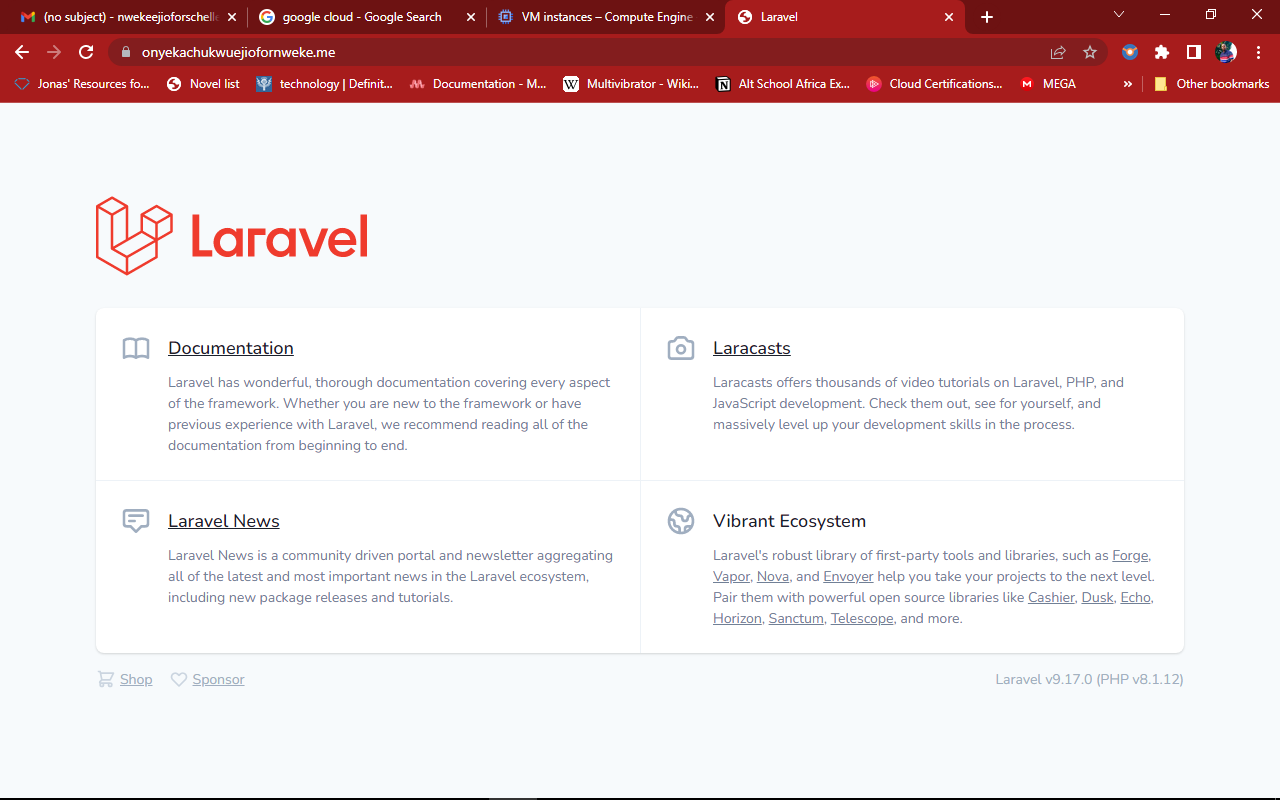 (no subject) - nwekeejioforschelle
google cloud - Google Search
VM instances – Compute Engine
Laravel
onyekachukwuejiofornweke.me
Jonas' Resources fo...
Novel list
technology | Definit...
Documentation - M...
Multivibrator - Wiki...
Alt School Africa Ex...
Cloud Certifications...
MEGA
»
Other bookmarks
Laravel
Documentation
Laravel has wonderful, thorough documentation covering every aspect
of the framework. Whether you are new to the framework or have
previous experience with Laravel, we recommend reading all of the
documentation from beginning to end.
Laracasts
Laracasts offers thousands of video tutorials on Laravel, PHP, and
JavaScript development. Check them out, see for yourself, and
massively level up your development skills in the process.
Laravel News
Laravel News is a community driven portal and newsletter aggregating
all of the latest and most important news in the Laravel ecosystem,
including new package releases and tutorials.
Vibrant Ecosystem
Laravel's robust library of first-party tools and libraries, such as Forge,
Vapor, Nova, and Envoyer help you take your projects to the next level.
Pair them with powerful open source libraries like Cashier, Dusk, Echo,
Horizon, Sanctum, Telescope, and more.
Shop
Sponsor
Laravel v9.17.0 (PHP v8.1.12)